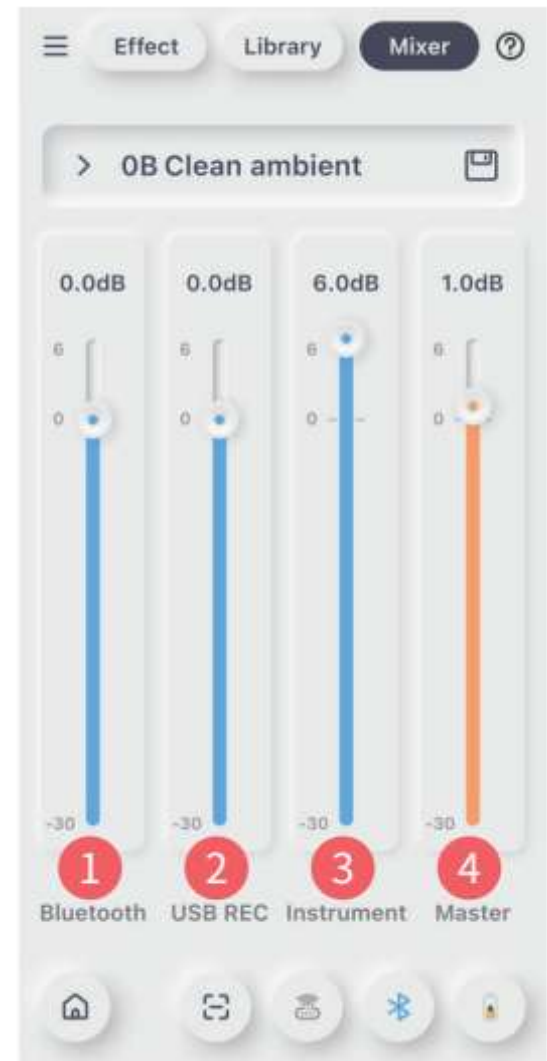 Effect Library Mixer ?
0B Clean ambient
0.0dB 0.0dB 6.0dB 1.0dB
6 6 6 6
0 0 0 0
-30 -30 -30 -30
1 2 3 4
Bluetooth USB REC Instrument Master